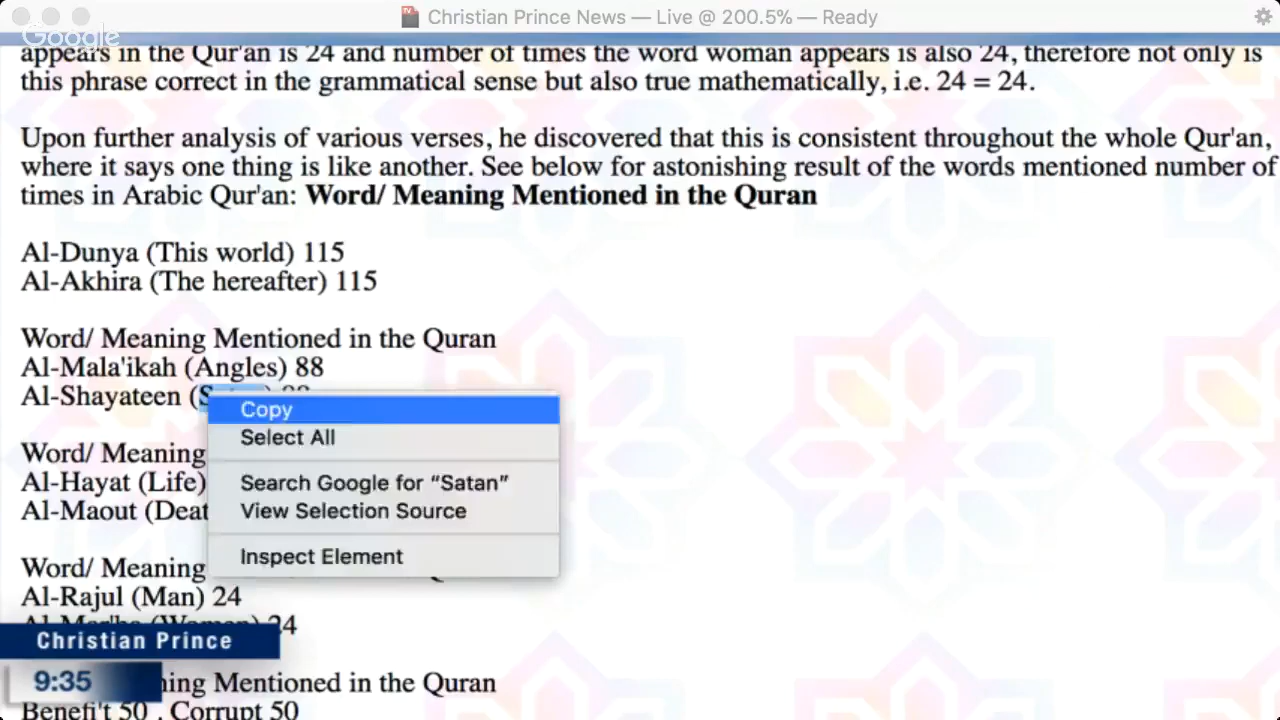 Christian Prince News — Live @ 200.5% — Ready
Google
appears in the Qur'an is 24 and number of times the word woman appears is also 24, therefore not only is
this phrase correct in the grammatical sense but also true mathematically, i.e. 24 = 24.
Upon further analysis of various verses, he discovered that this is consistent throughout the whole Qur'an,
where it says one thing is like another. See below for astonishing result of the words mentioned number of
times in Arabic Qur'an: Word/ Meaning Mentioned in the Quran
Al-Dunya (This world) 115
Al-Akhira (The hereafter) 115
Word/ Meaning Mentioned in the Quran
Al-Mala'ikah (Angles) 88
Al-Shayateen (
Copy
Select All
Word/ Meaning
Al-Hayat (Life)
Search Google for “Satan”
Al-Maout (Deat
View Selection Source
Inspect Element
Word/ Meaning
Al-Rajul (Man) 24
24
Christian Prince
9:35
Meaning Mentioned in the Quran
Benefi't 50 . Corrupt 50